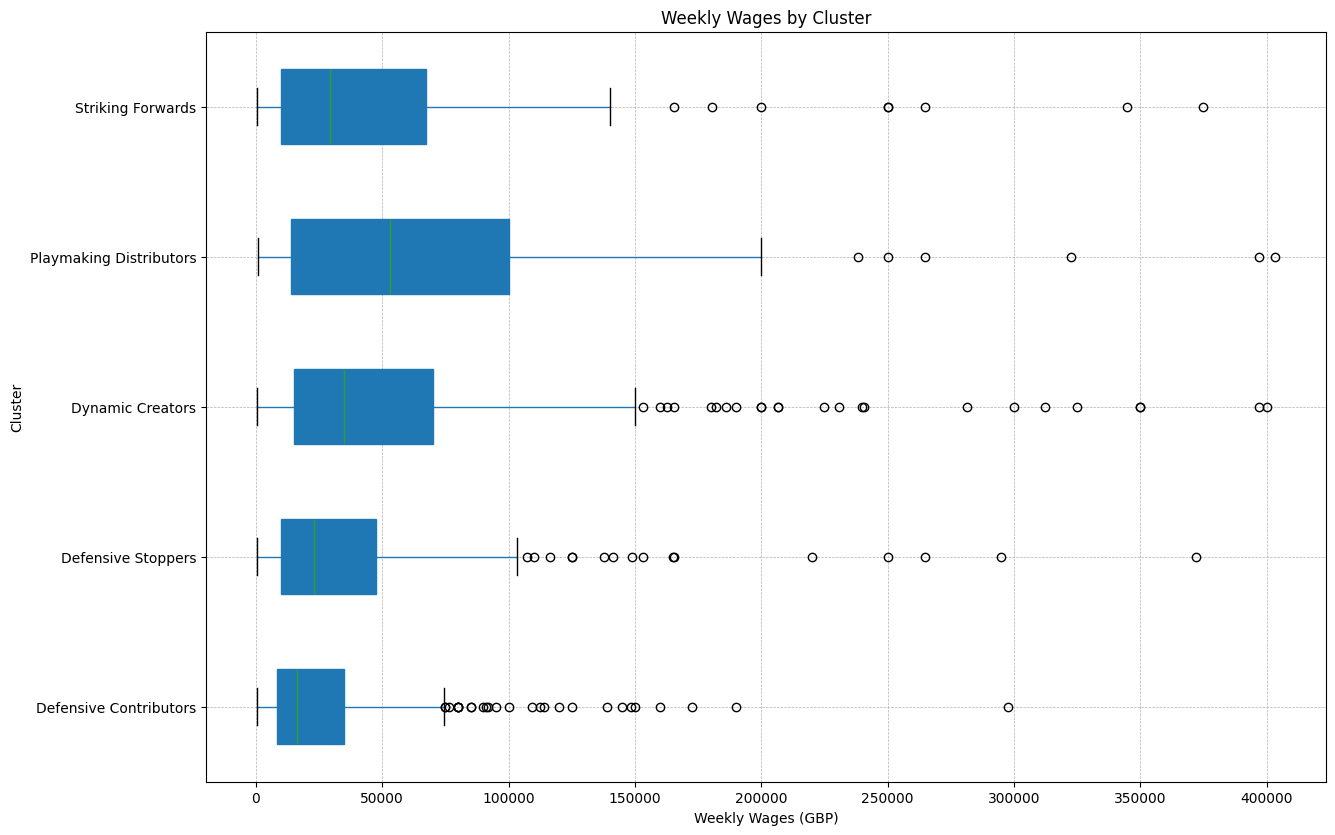 Weekly Wages by Cluster
Cluster
Striking Forwards
Playmaking Distributors
Dynamic Creators
Defensive Stoppers
Defensive Contributors
0 50000 100000 150000 200000 250000 300000 350000 400000
Weekly Wages (GBP)